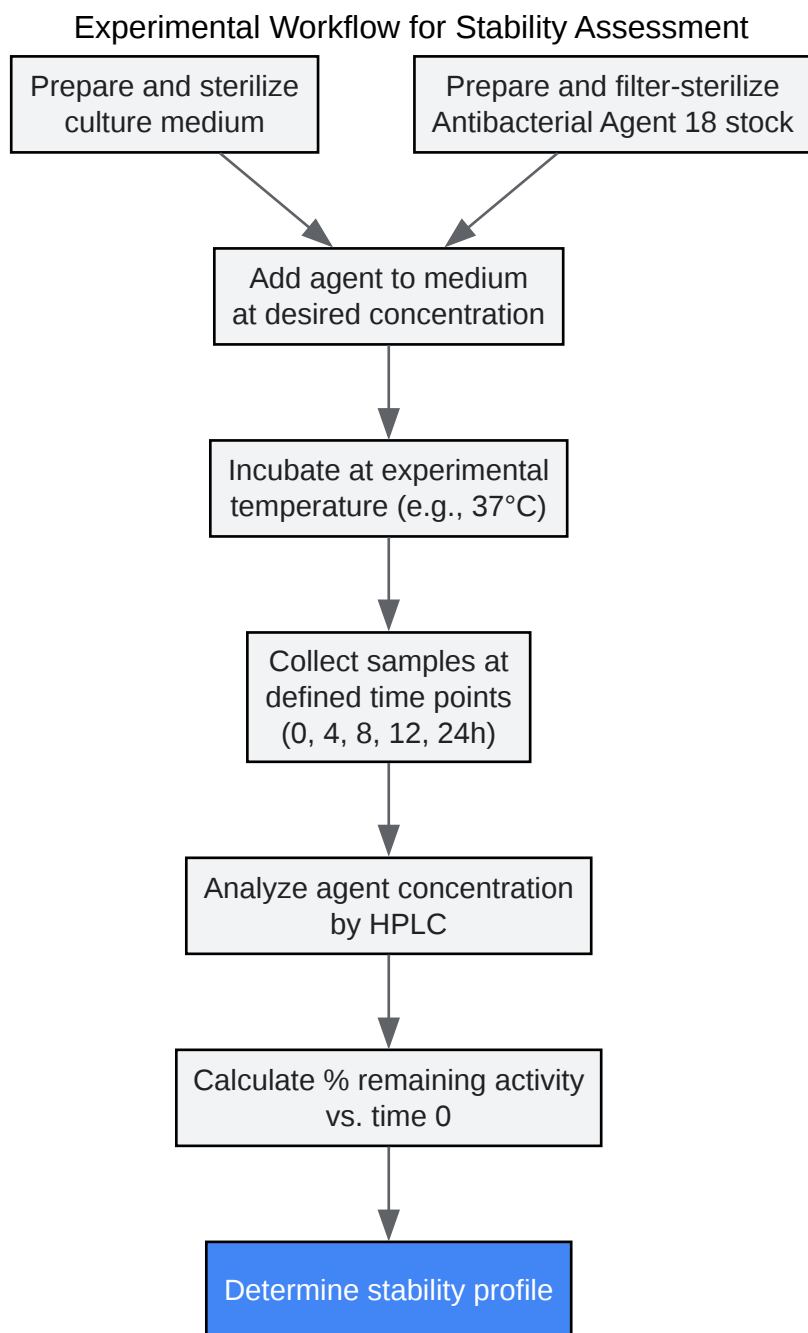 Experimental Workflow for Stability Assessment
Prepare and sterilize
culture medium
Prepare and filter-sterilize
Antibacterial Agent 18 stock
Add agent to medium
at desired concentration
Incubate at experimental
temperature (e.g., 37°C)
Collect samples at
defined time points
(0, 4, 8, 12, 24h)
Analyze agent concentration
by HPLC
Calculate % remaining activity
vs. time 0
Determine stability profile